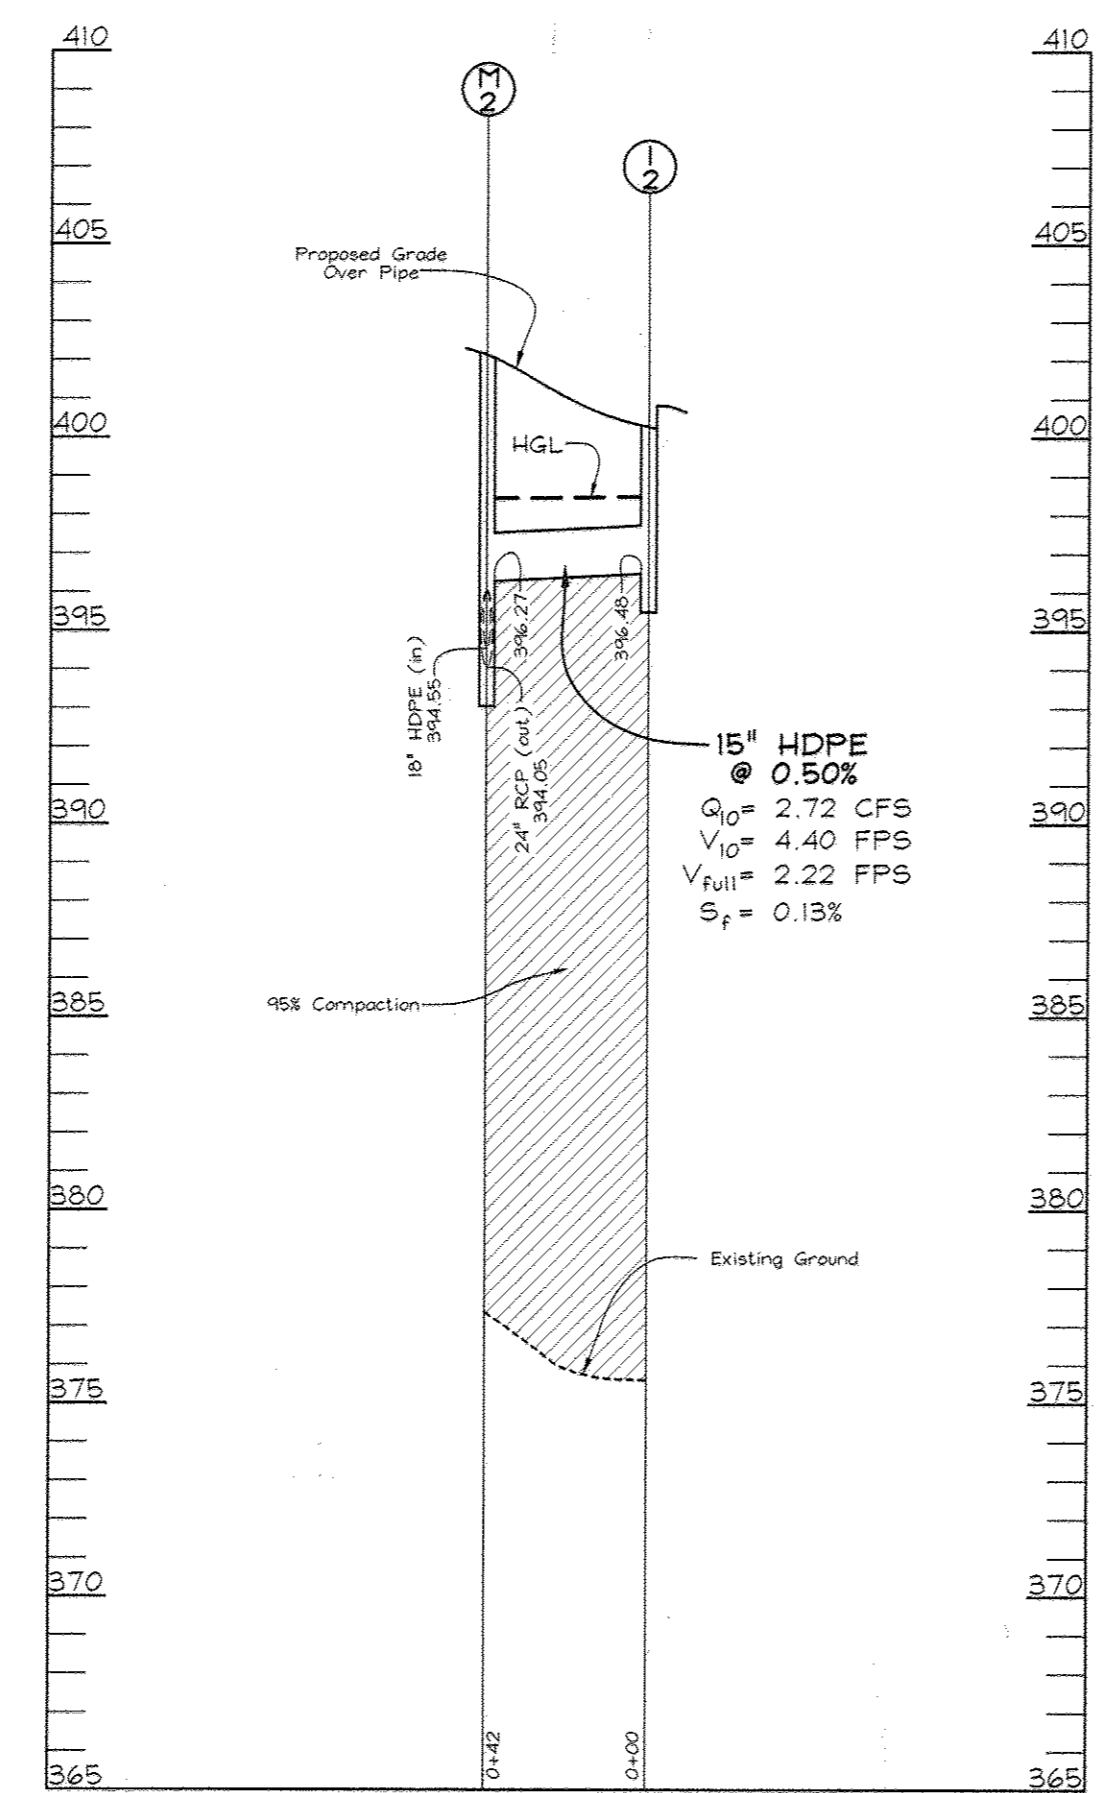 410
410
M
2
I
2
405
405
Proposed Grade
Over Pipe
400
400
HGL
395
395
396.27
396.48
18" HDPE (in)
394.55
24" RCP (out)
394.05
15" HDPE
@ 0.50%
Q10= 2.72 CFS
V10= 4.40 FPS
Vfull= 2.22 FPS
Sf= 0.13%
390
390
95% Compaction
385
385
380
380
Existing Ground
375
375
370
370
0+42
0+00
365
365